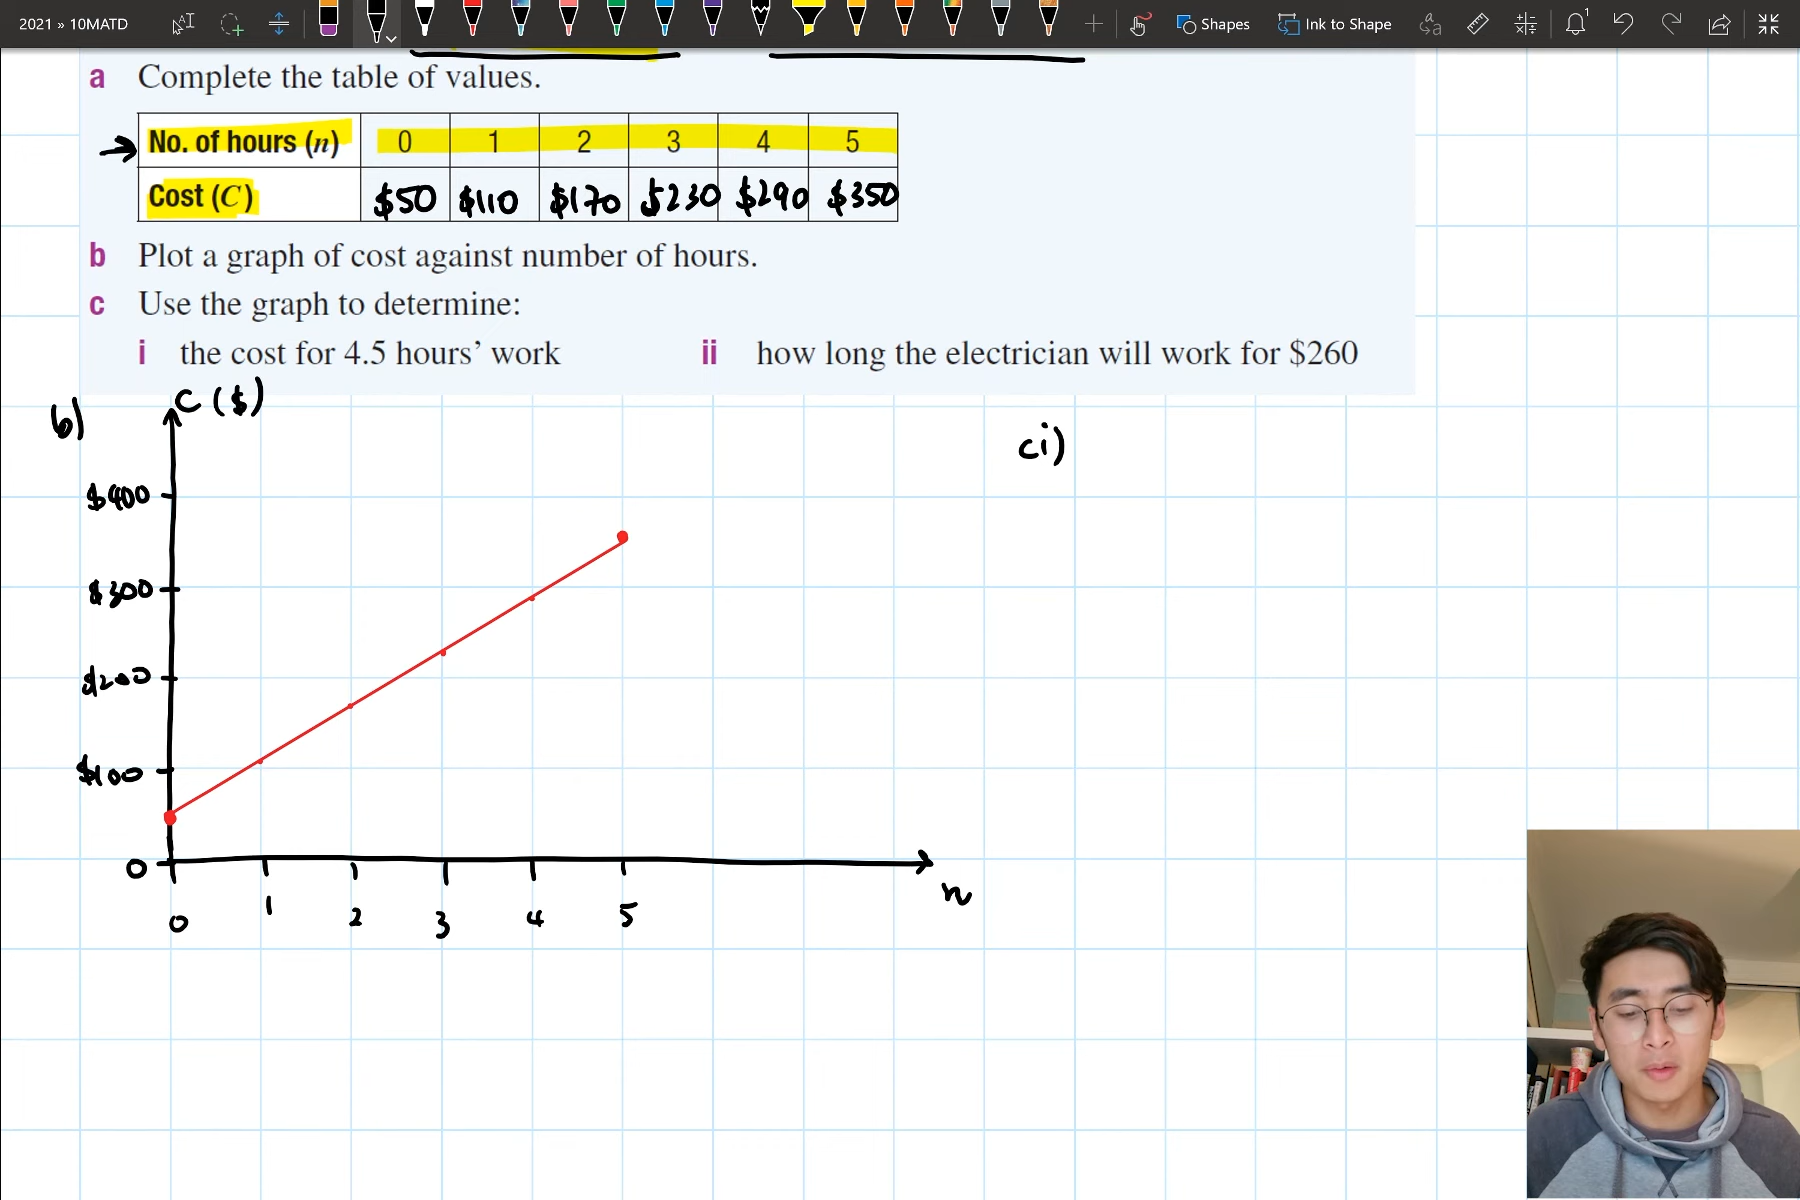 2021 » 10MATD
Shapes
Ink to Shape
1
a Complete the table of values.
No. of hours (n) 0 1 2 3 4 5
Cost (C) $50 $110 $170 $230 $290 $350
b Plot a graph of cost against number of hours.
c Use the graph to determine:
i the cost for 4.5 hours' work ii how long the electrician will work for $260
b) C ($)
ci)
$400
$300
$200
$100
0
n
0 1 2 3 4 5